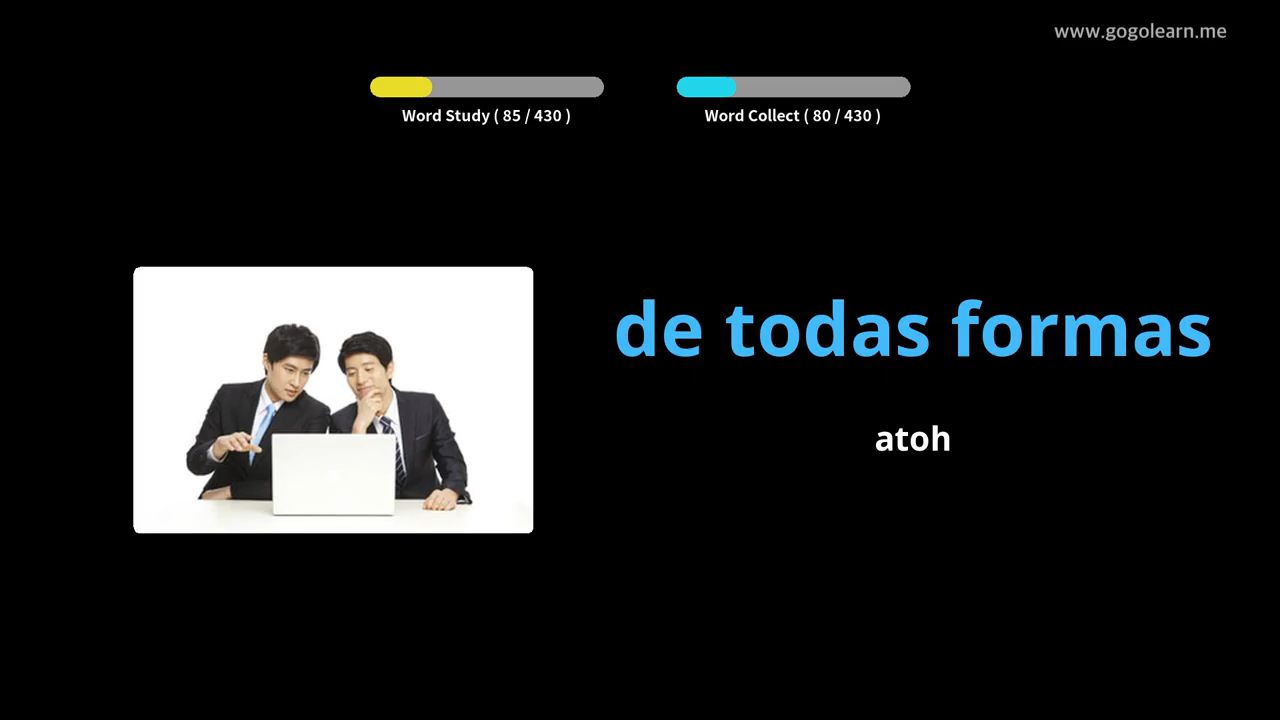 www.gogolearn.me
Word Study ( 85 / 430 )
Word Collect ( 80 / 430 )
de todas formas
atoh